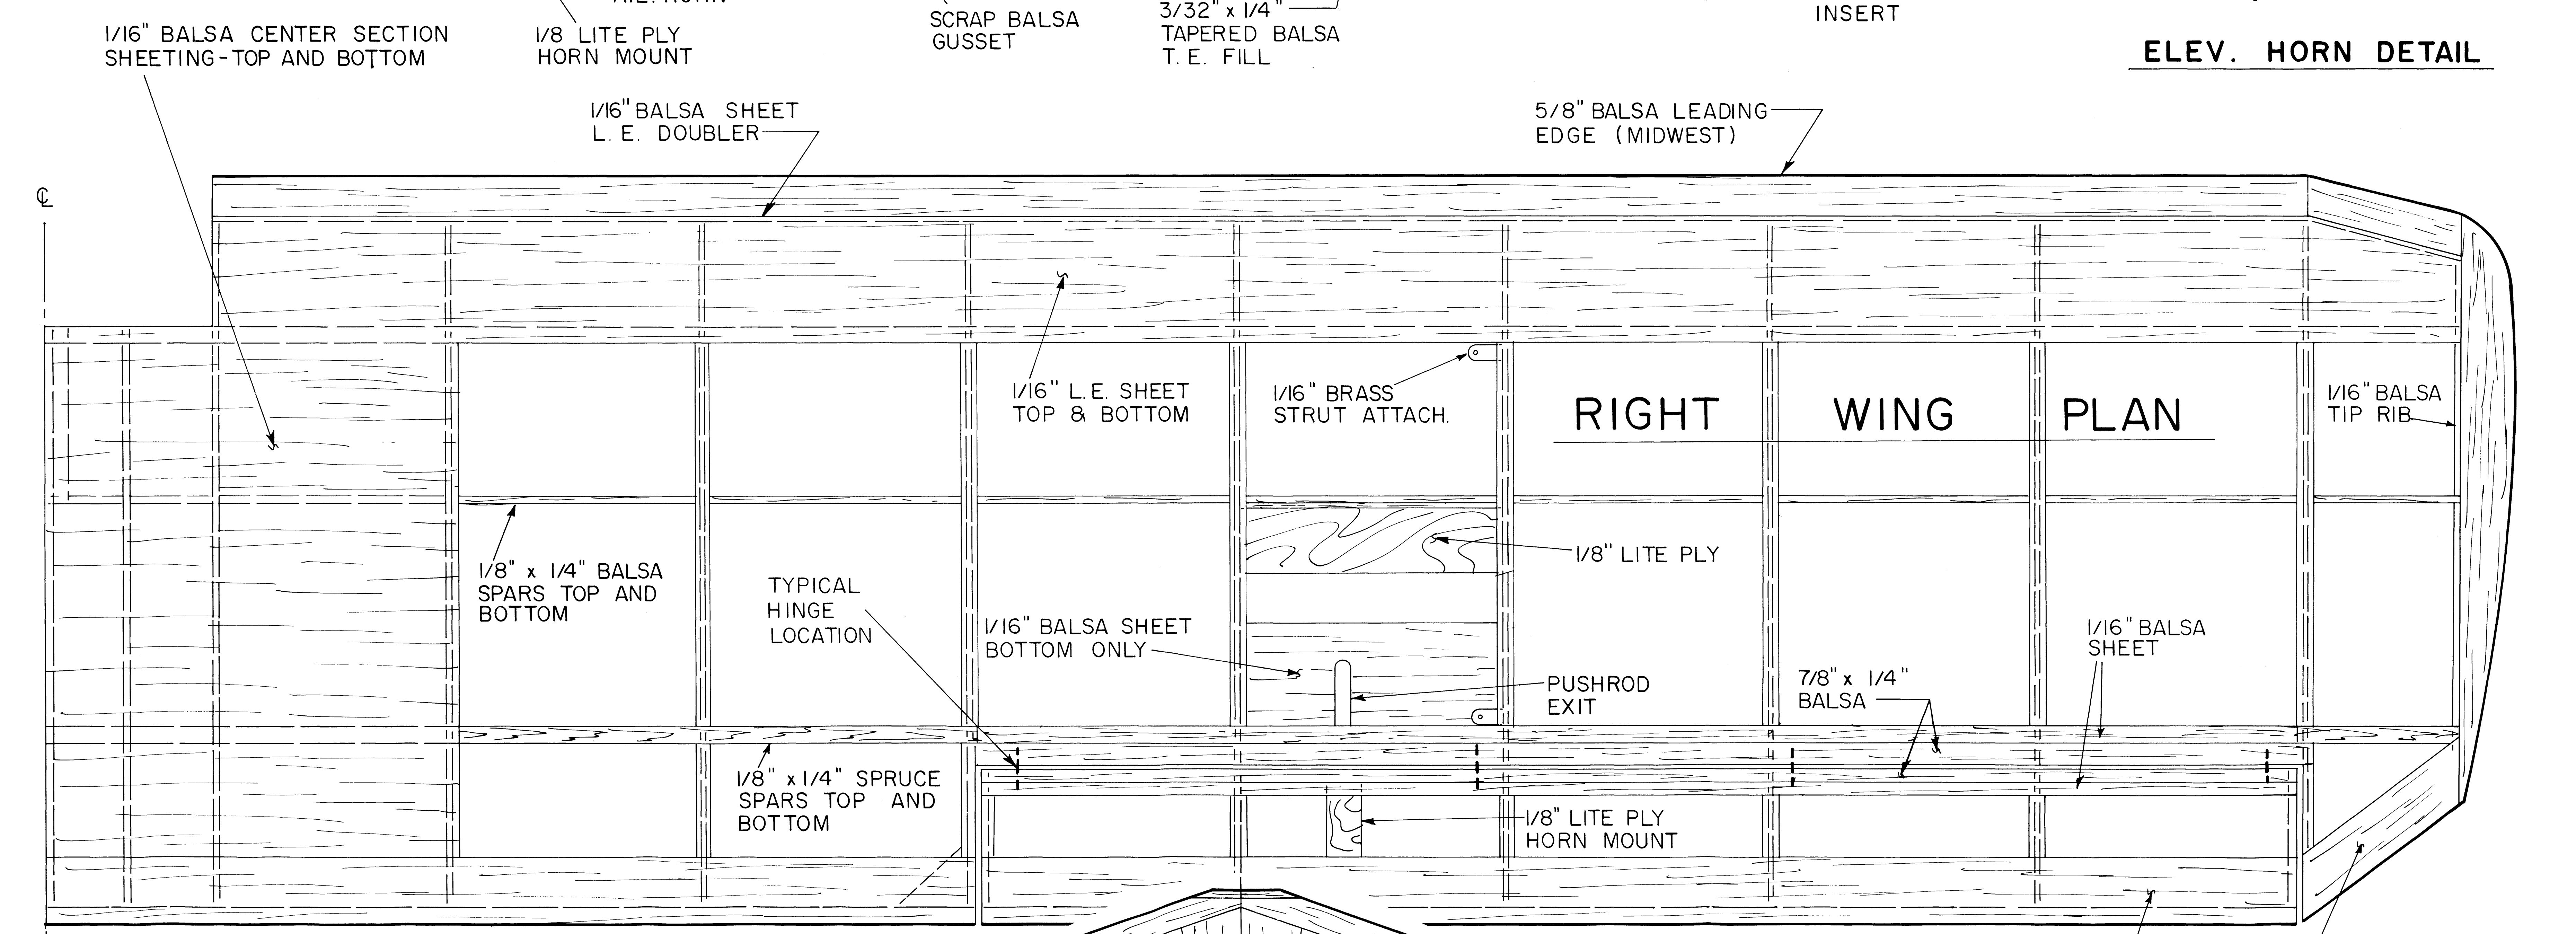 1/16" BALSA CENTER SECTION
SHEETING-TOP AND BOTTOM
1/8 LITE PLY
HORN MOUNT
SCRAP BALSA
GUSSET
3/32" x 1/4"
TAPERED BALSA
T. E. FILL
INSERT
ELEV. HORN DETAIL
1/16" BALSA SHEET
L. E. DOUBLER
5/8" BALSA LEADING
EDGE (MIDWEST)
℄
1/16" L.E. SHEET
TOP & BOTTOM
1/16" BRASS
STRUT ATTACH.
RIGHT WING PLAN
1/16" BALSA
TIP RIB
1/8" x 1/4" BALSA
SPARS TOP AND
BOTTOM
TYPICAL
HINGE
LOCATION
1/16" BALSA SHEET
BOTTOM ONLY
1/8" LITE PLY
PUSHROD
EXIT
7/8" x 1/4"
BALSA
1/16" BALSA
SHEET
1/8" x 1/4" SPRUCE
SPARS TOP AND
BOTTOM
1/8" LITE PLY
HORN MOUNT